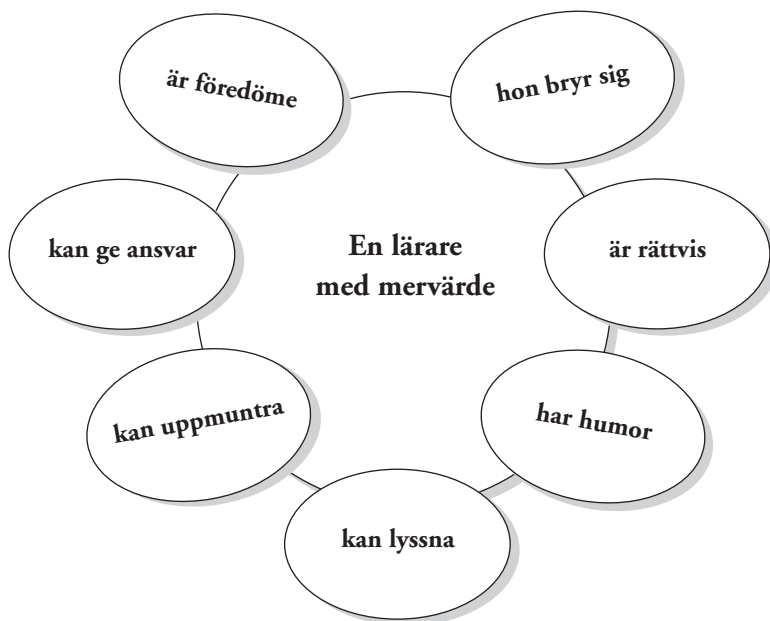 är föredöme
hon bryr sig
kan ge ansvar
En lärare
med mervärde
är rättvis
kan uppmuntra
har humor
kan lyssna